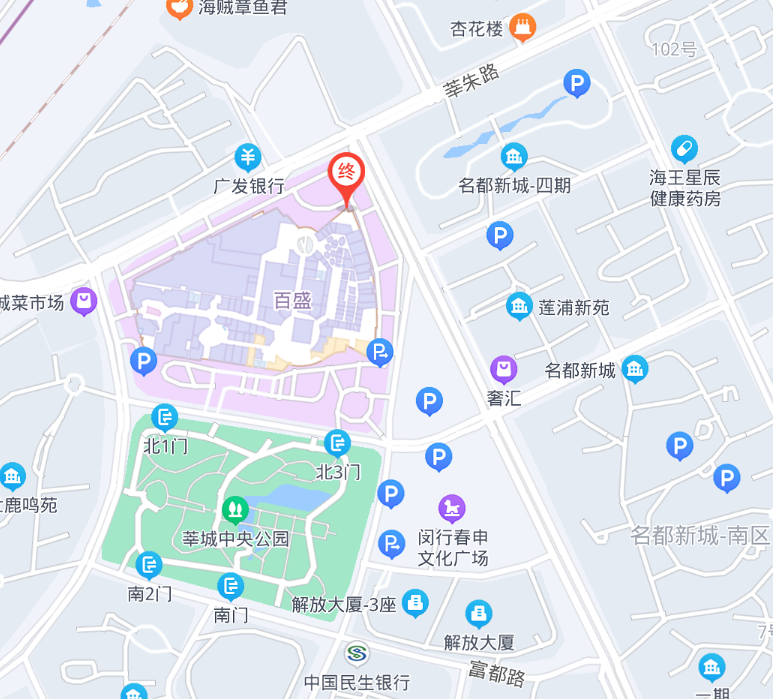 海贼章鱼君
杏花楼
102号
莘朱路
P
终
¥
广发银行
名都新城-四期
海王星辰
健康药房
P
百盛
城菜市场
莲浦新苑
P
P
名都新城
奢汇
P
北1门
北3门
P
P
P
P
鹿鸣苑
莘城中央公园
闵行春申
文化广场
P
名都新城-南区
南2门
南门
解放大厦-3座
解放大厦
中国民生银行
富都路
一期